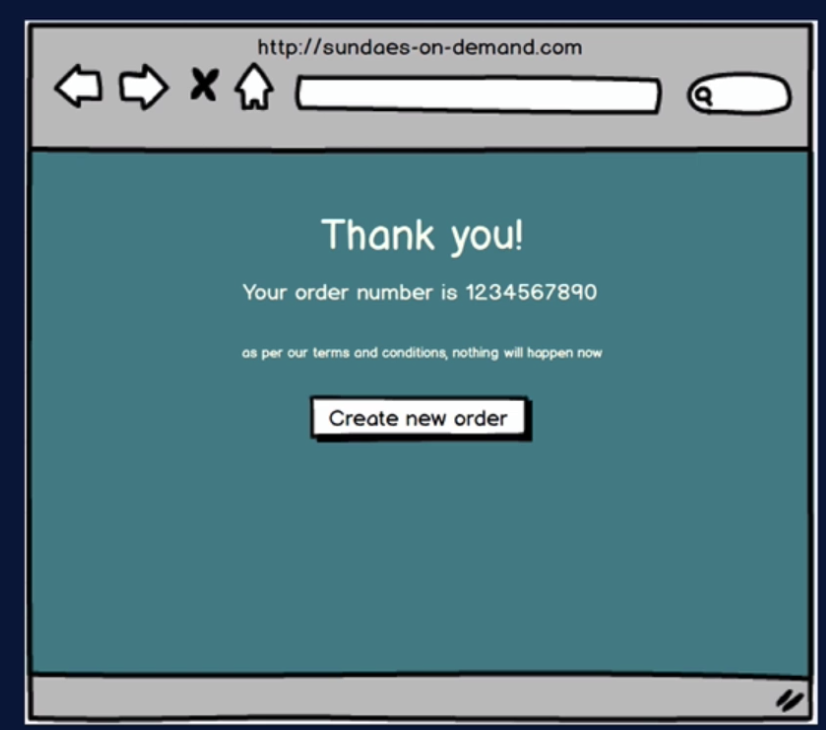 http://sundaes-on-demand.com
Thank you!
Your order number is 1234567890
as per our terms and conditions, nothing will happen now
Create new order